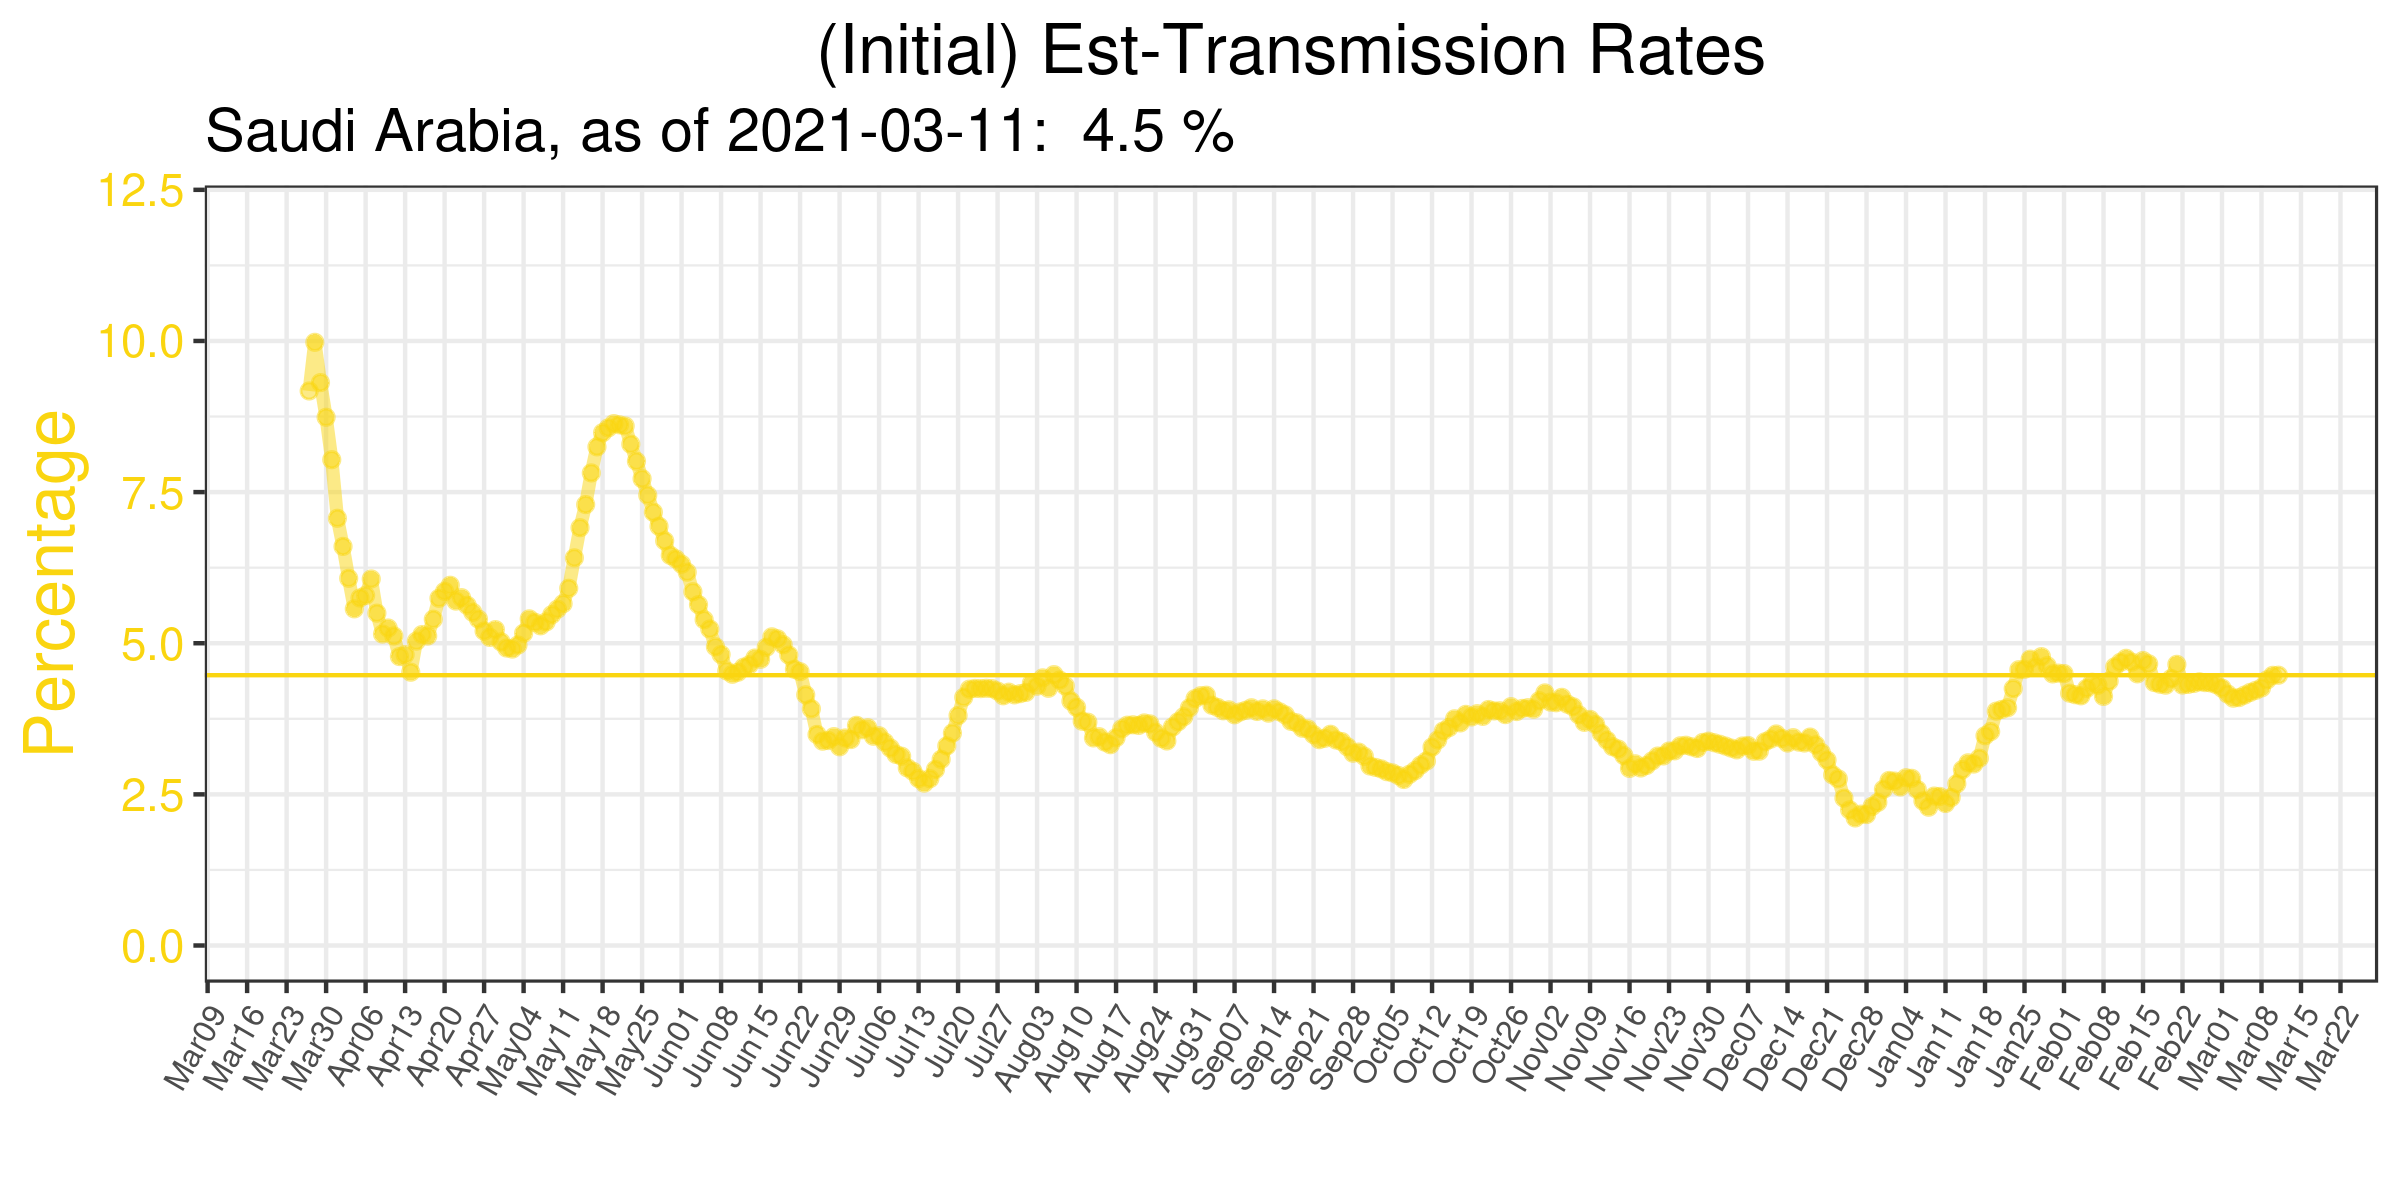 (Initial) Est-Transmission Rates
Saudi Arabia, as of 2021-03-11:  4.5 %
Percentage
12.5
10.0
7.5
5.0
2.5
0.0
Mar09
Mar16
Mar23
Mar30
Apr06
Apr13
Apr20
Apr27
May04
May11
May18
May25
Jun01
Jun08
Jun15
Jun22
Jun29
Jul06
Jul13
Jul20
Jul27
Aug03
Aug10
Aug17
Aug24
Aug31
Sep07
Sep14
Sep21
Sep28
Oct05
Oct12
Oct19
Oct26
Nov02
Nov09
Nov16
Nov23
Nov30
Dec07
Dec14
Dec21
Dec28
Jan04
Jan11
Jan18
Jan25
Feb01
Feb08
Feb15
Feb22
Mar01
Mar08
Mar15
Mar22